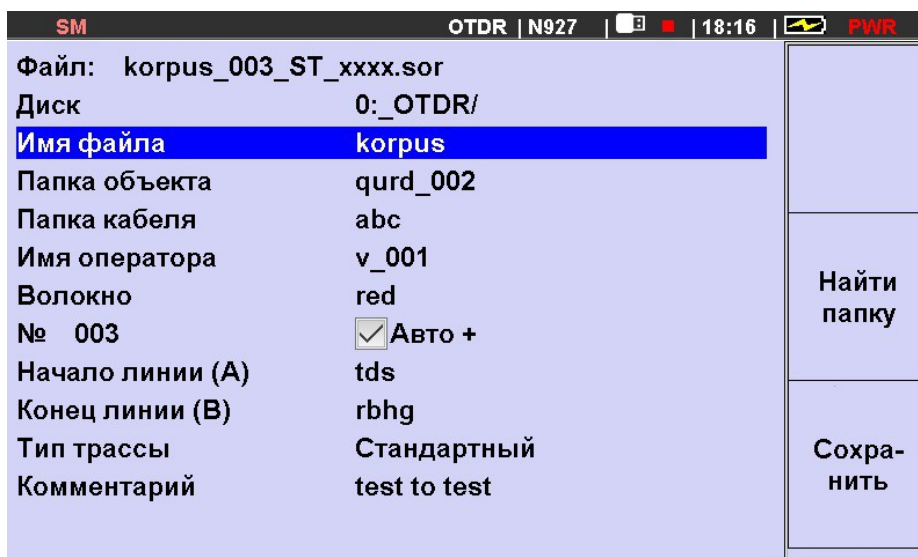 SM OTDR | N927 | | 18:16 | PWR
Файл: korpus_003_ST_xxxx.sor
Диск 0:_OTDR/
Имя файла korpus
Папка объекта qurd_002
Папка кабеля abc
Имя оператора v_001
Волокно red
№ 003 Авто +
Начало линии (A) tds
Конец линии (B) rbhg
Тип трассы Стандартный
Комментарий test to test
Найти
папку
Сохра-
нить